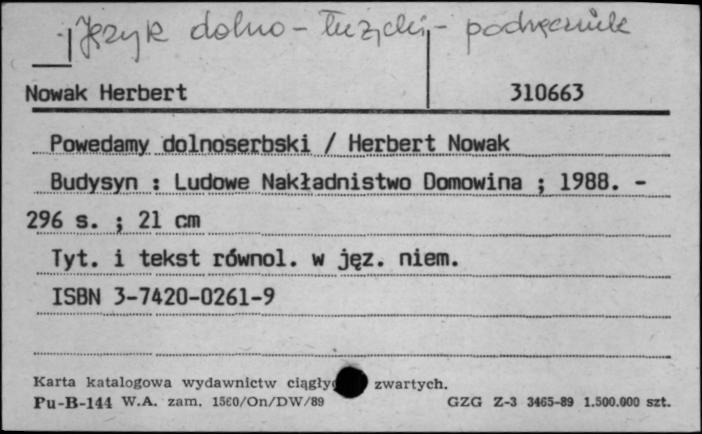 Język dolno-łużycki - podręcznik
Nowak Herbert 310663
Powedamy dolnoserbski / Herbert Nowak
Budysyn : Ludowe Nakładnistwo Domowina ; 1988. -
296 s. ; 21 cm
Tyt. i tekst równol. w jęz. niem.
ISBN 3-7420-0261-9
Karta katalogowa wydawnictw zwartych.
Pu-B-144 W.A. zam. 1560/On/DW/89 GZG Z-3 3465-89 1.500.000 szt.